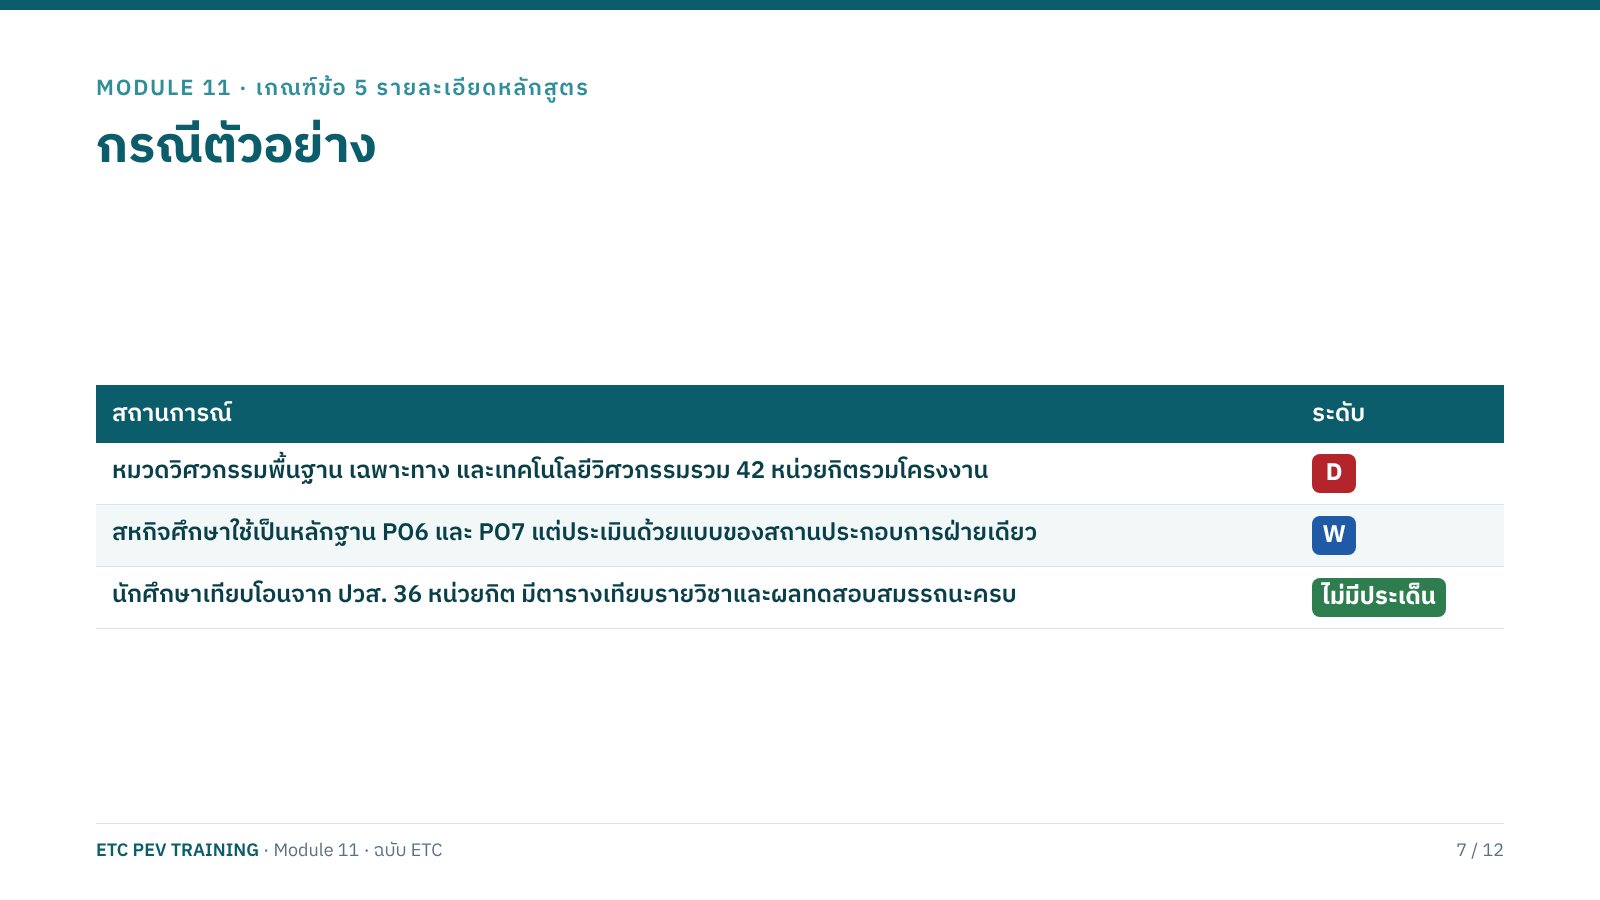 MODULE 11 · เกณฑ์ข้อ 5 รายละเอียดหลักสูตร
กรณีตัวอย่าง
สถานการณ์ ระดับ
หมวดวิศวกรรมพื้นฐาน เฉพาะทาง และเทคโนโลยีวิศวกรรมรวม 42 หน่วยกิตรวมโครงงาน D
สหกิจศึกษาใช้เป็นหลักฐาน PO6 และ PO7 แต่ประเมินด้วยแบบของสถานประกอบการฝ่ายเดียว W
นักศึกษาเทียบโอนจาก ปวส. 36 หน่วยกิต มีตารางเทียบรายวิชาและผลทดสอบสมรรถนะครบ ไม่มีประเด็น
ETC PEV TRAINING · Module 11 · ฉบับ ETC 7 / 12